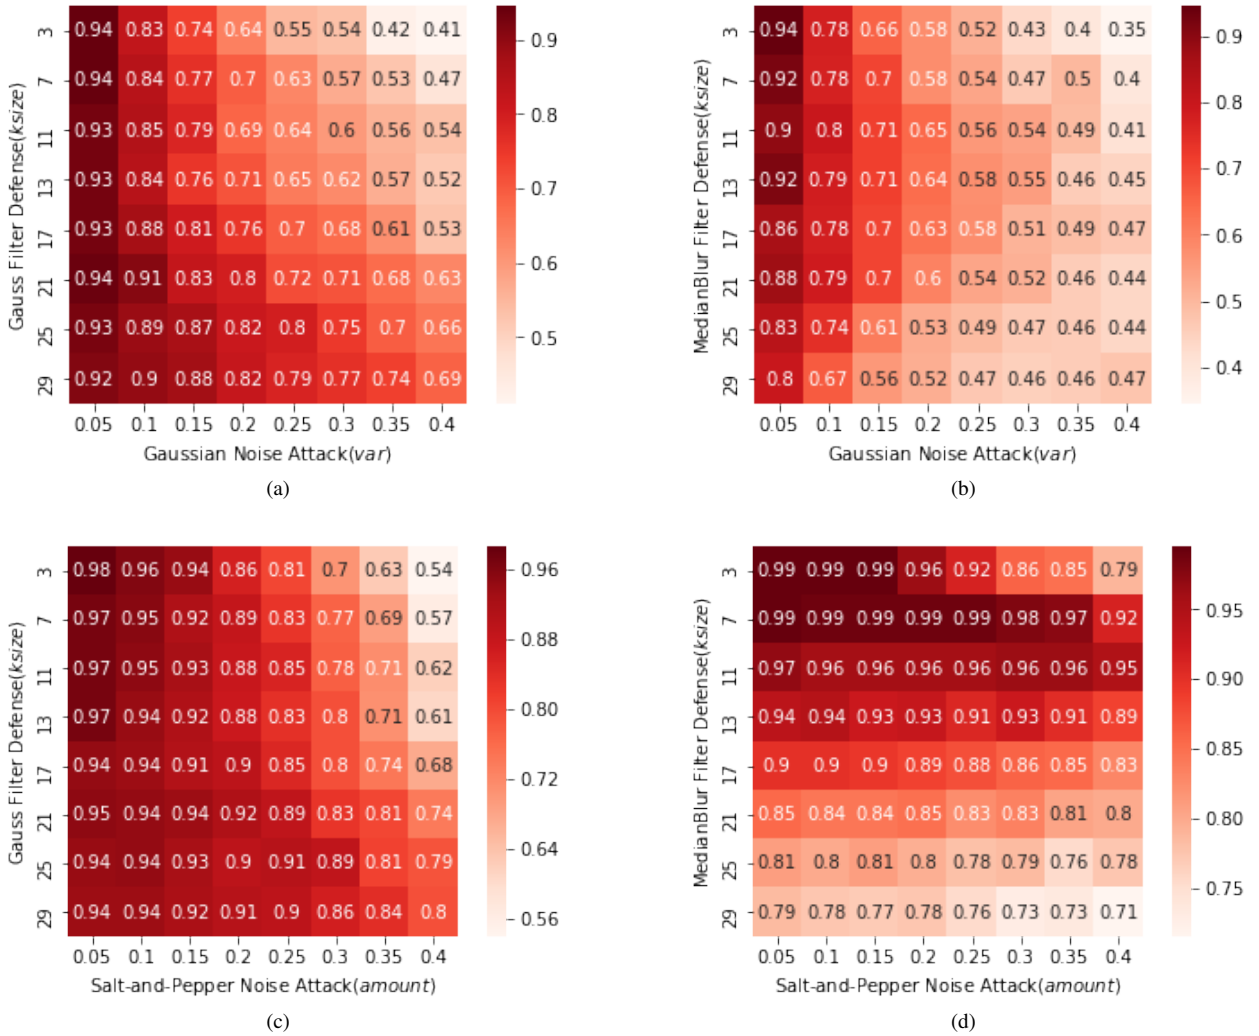 3 0.94 0.83 0.74 0.64 0.55 0.54 0.42 0.41
7 0.94 0.84 0.77 0.7 0.63 0.57 0.53 0.47
11 0.93 0.85 0.79 0.69 0.64 0.6 0.56 0.54
13 0.93 0.84 0.76 0.71 0.65 0.62 0.57 0.52
17 0.93 0.88 0.81 0.76 0.7 0.68 0.61 0.53
21 0.94 0.91 0.83 0.8 0.72 0.71 0.68 0.63
25 0.93 0.89 0.87 0.82 0.8 0.75 0.7 0.66
29 0.92 0.9 0.88 0.82 0.79 0.77 0.74 0.69
0.05 0.1 0.15 0.2 0.25 0.3 0.35 0.4
Gauss Filter Defense(ksize)
Gaussian Noise Attack(var)
0.9
0.8
0.7
0.6
0.5
(a)
3 0.94 0.78 0.66 0.58 0.52 0.43 0.4 0.35
7 0.92 0.78 0.7 0.58 0.54 0.47 0.5 0.4
11 0.9 0.8 0.71 0.65 0.56 0.54 0.49 0.41
13 0.92 0.79 0.71 0.64 0.58 0.55 0.46 0.45
17 0.86 0.78 0.7 0.63 0.58 0.51 0.49 0.47
21 0.88 0.79 0.7 0.6 0.54 0.52 0.46 0.44
25 0.83 0.74 0.61 0.53 0.49 0.47 0.46 0.44
29 0.8 0.67 0.56 0.52 0.47 0.46 0.46 0.47
0.05 0.1 0.15 0.2 0.25 0.3 0.35 0.4
MedianBlur Filter Defense(ksize)
Gaussian Noise Attack(var)
0.9
0.8
0.7
0.6
0.5
0.4
(b)
3 0.98 0.96 0.94 0.86 0.81 0.7 0.63 0.54
7 0.97 0.95 0.92 0.89 0.83 0.77 0.69 0.57
11 0.97 0.95 0.93 0.88 0.85 0.78 0.71 0.62
13 0.97 0.94 0.92 0.88 0.83 0.8 0.71 0.61
17 0.94 0.94 0.91 0.9 0.85 0.8 0.74 0.68
21 0.95 0.94 0.94 0.92 0.89 0.83 0.81 0.74
25 0.94 0.94 0.93 0.9 0.91 0.89 0.81 0.79
29 0.94 0.94 0.92 0.91 0.9 0.86 0.84 0.8
0.05 0.1 0.15 0.2 0.25 0.3 0.35 0.4
Gauss Filter Defense(ksize)
Salt-and-Pepper Noise Attack(amount)
0.96
0.88
0.80
0.72
0.64
0.56
(c)
3 0.99 0.99 0.99 0.96 0.92 0.86 0.85 0.79
7 0.99 0.99 0.99 0.99 0.99 0.98 0.97 0.92
11 0.97 0.96 0.96 0.96 0.96 0.96 0.96 0.95
13 0.94 0.94 0.93 0.93 0.91 0.93 0.91 0.89
17 0.9 0.9 0.9 0.89 0.88 0.86 0.85 0.83
21 0.85 0.84 0.84 0.85 0.83 0.83 0.81 0.8
25 0.81 0.8 0.81 0.8 0.78 0.79 0.76 0.78
29 0.79 0.78 0.77 0.78 0.76 0.73 0.73 0.71
0.05 0.1 0.15 0.2 0.25 0.3 0.35 0.4
MedianBlur Filter Defense(ksize)
Salt-and-Pepper Noise Attack(amount)
0.95
0.90
0.85
0.80
0.75
(d)